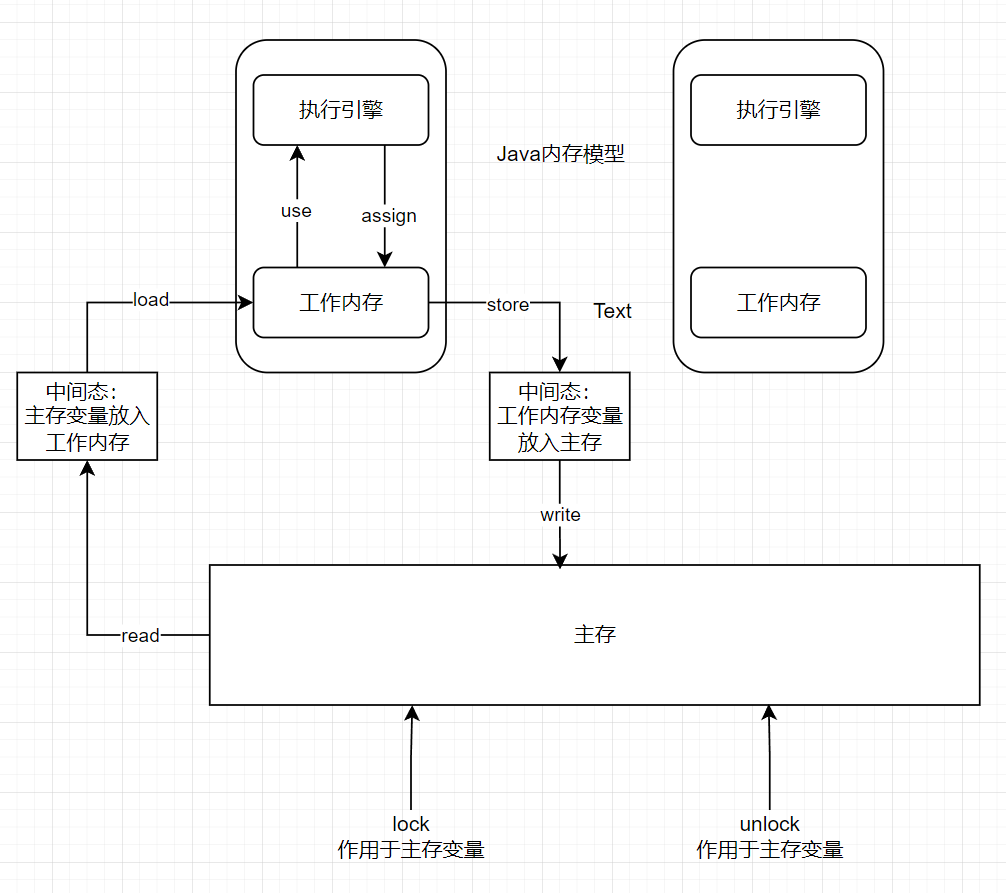 执行引擎
执行引擎
Java内存模型
use
assign
load
工作内存
store
Text
工作内存
中间态：
主存变量放入
工作内存
中间态：
工作内存变量
放入主存
write
read
主存
lock
作用于主存变量
unlock
作用于主存变量